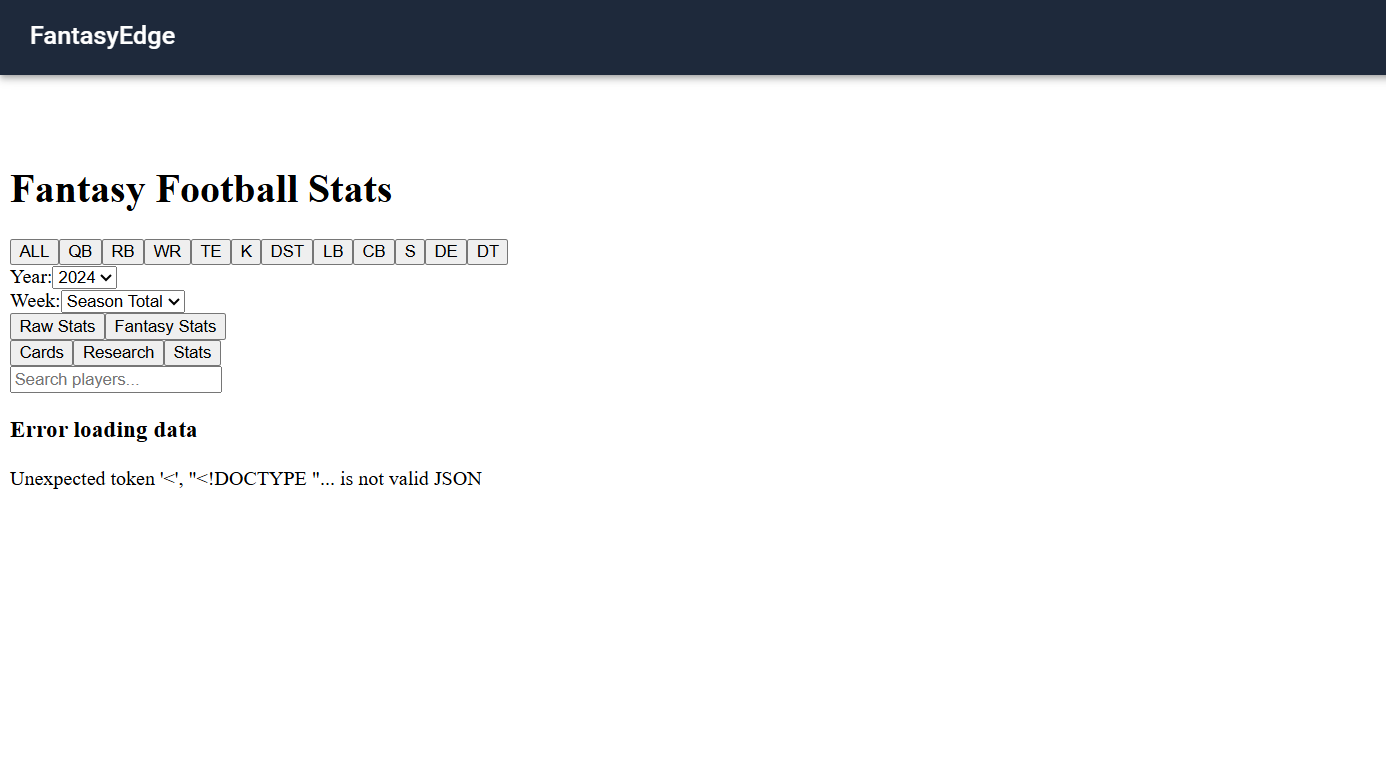 FantasyEdge
Fantasy Football Stats
ALL QB RB WR TE K DST LB CB S DE DT
Year: 2024
Week: Season Total
Raw Stats Fantasy Stats
Cards Research Stats
Search players...
Error loading data
Unexpected token '<', "<!DOCTYPE "... is not valid JSON